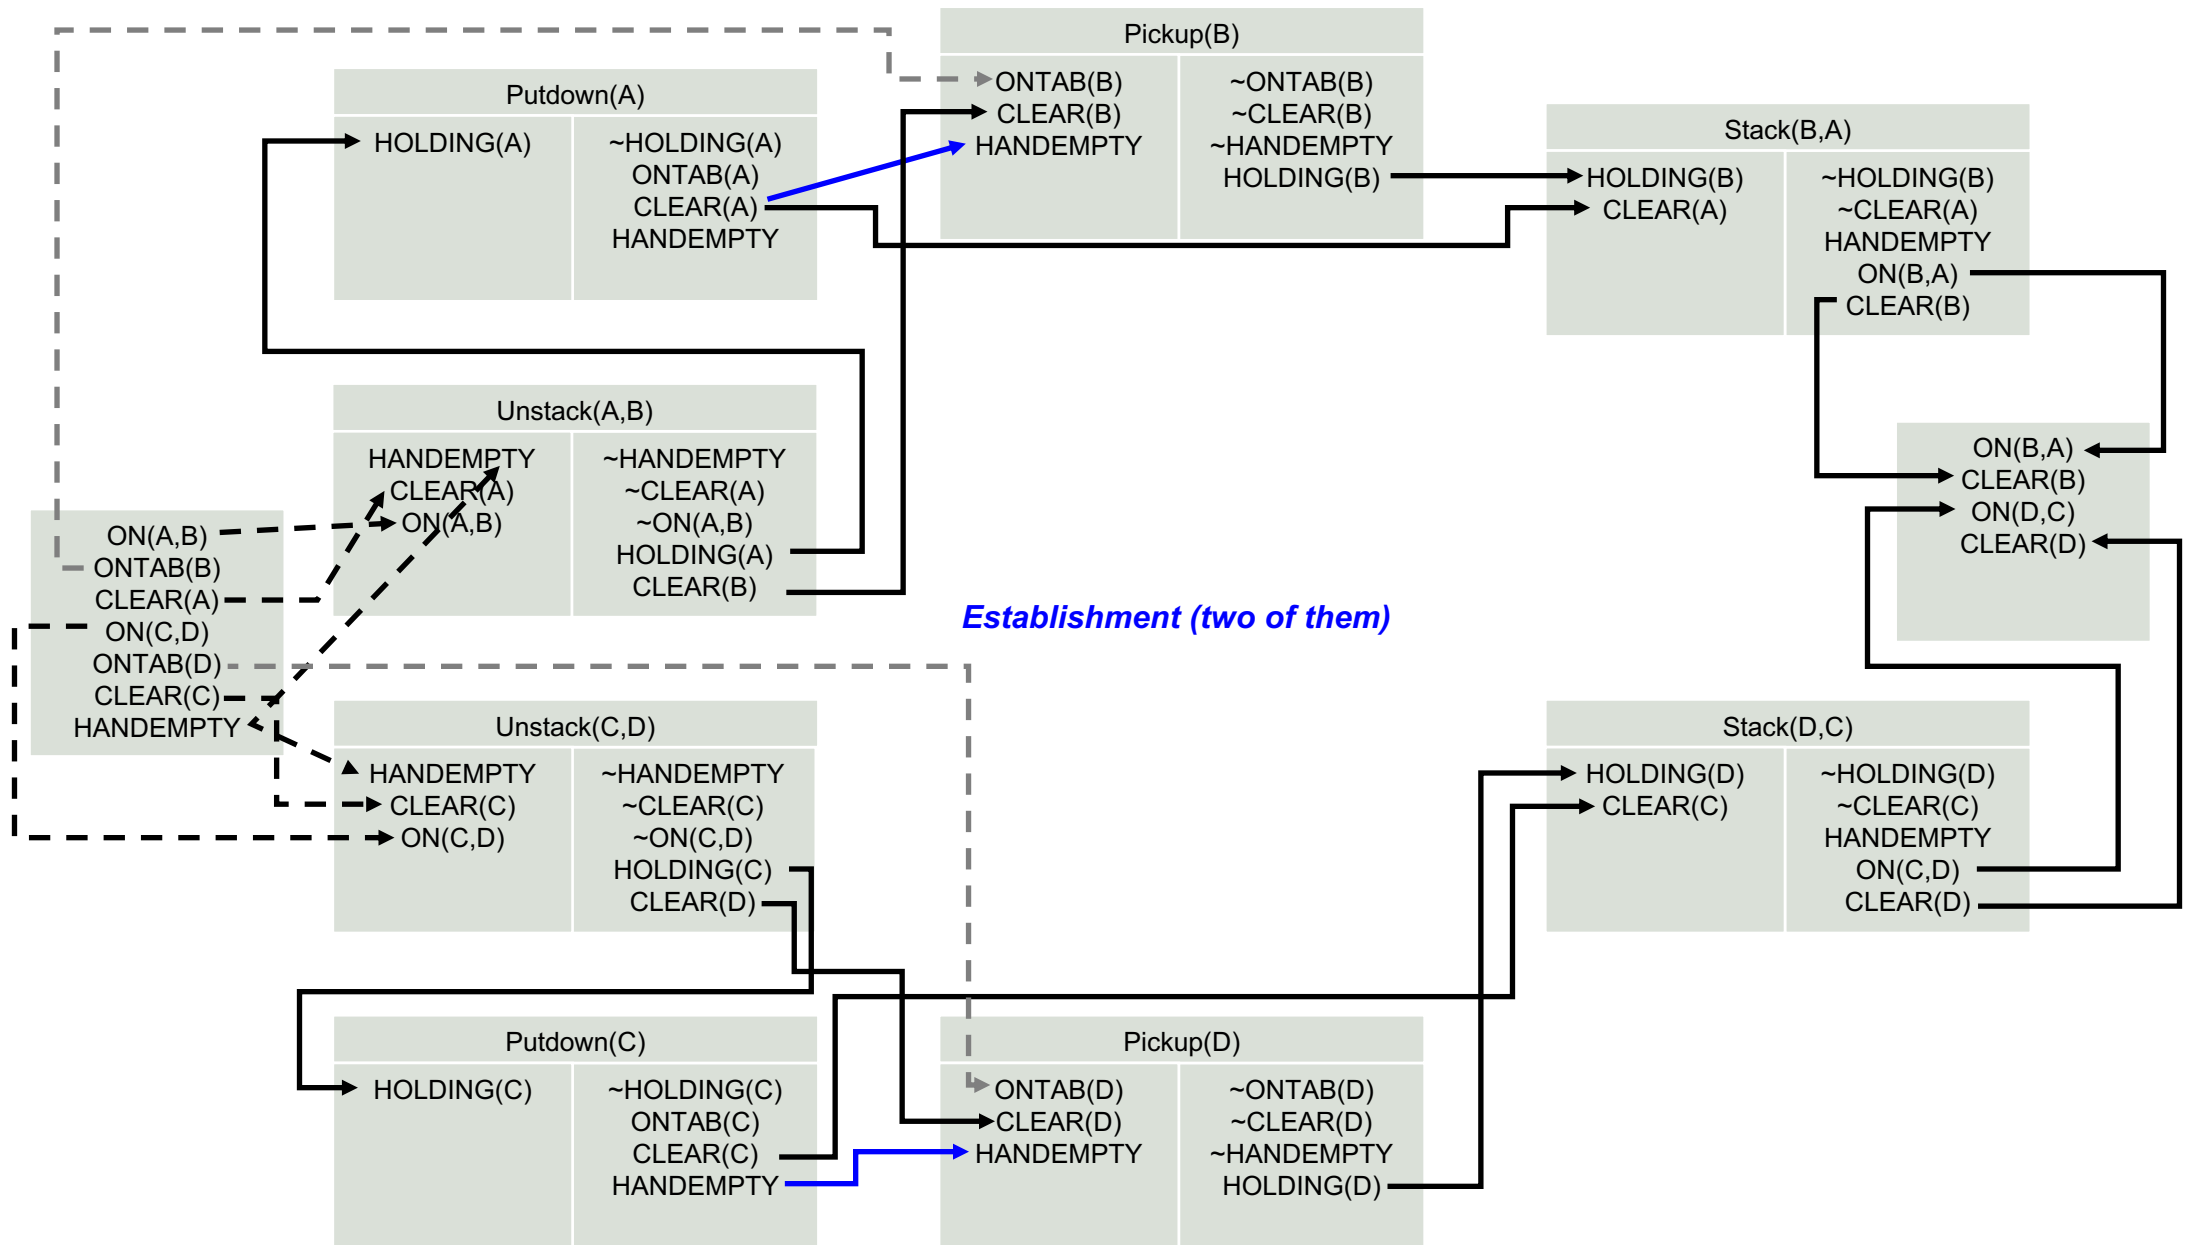 Pickup(B)
ONTAB(B)
CLEAR(B)
HANDEMPTY
~ONTAB(B)
~CLEAR(B)
~HANDEMPTY
HOLDING(B)
Putdown(A)
HOLDING(A)
~HOLDING(A)
ONTAB(A)
CLEAR(A)
HANDEMPTY
Stack(B,A)
HOLDING(B)
CLEAR(A)
~HOLDING(B)
~CLEAR(A)
HANDEMPTY
ON(B,A)
CLEAR(B)
Unstack(A,B)
HANDEMPTY
CLEAR(A)
ON(A,B)
~HANDEMPTY
~CLEAR(A)
~ON(A,B)
HOLDING(A)
CLEAR(B)
ON(B,A)
CLEAR(B)
ON(D,C)
CLEAR(D)
ON(A,B)
ONTAB(B)
CLEAR(A)
ON(C,D)
ONTAB(D)
CLEAR(C)
HANDEMPTY
Establishment (two of them)
Unstack(C,D)
HANDEMPTY
CLEAR(C)
ON(C,D)
~HANDEMPTY
~CLEAR(C)
~ON(C,D)
HOLDING(C)
CLEAR(D)
Stack(D,C)
HOLDING(D)
CLEAR(C)
~HOLDING(D)
~CLEAR(C)
HANDEMPTY
ON(C,D)
CLEAR(D)
Putdown(C)
HOLDING(C)
~HOLDING(C)
ONTAB(C)
CLEAR(C)
HANDEMPTY
Pickup(D)
ONTAB(D)
CLEAR(D)
HANDEMPTY
~ONTAB(D)
~CLEAR(D)
~HANDEMPTY
HOLDING(D)